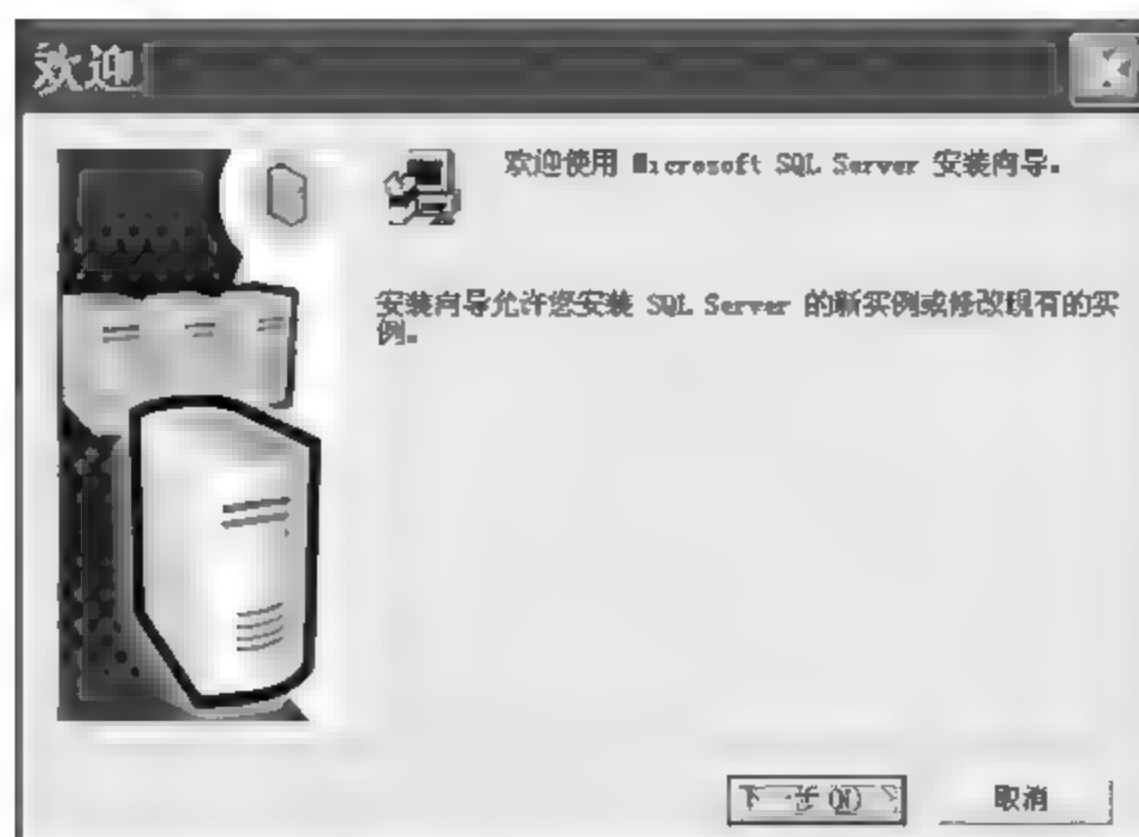 欢迎
欢迎使用 Microsoft SQL Server 安装向导。
安装向导允许您安装 SQL Server 的新实例或修改现有的实
例。
下一步(N) >
取消